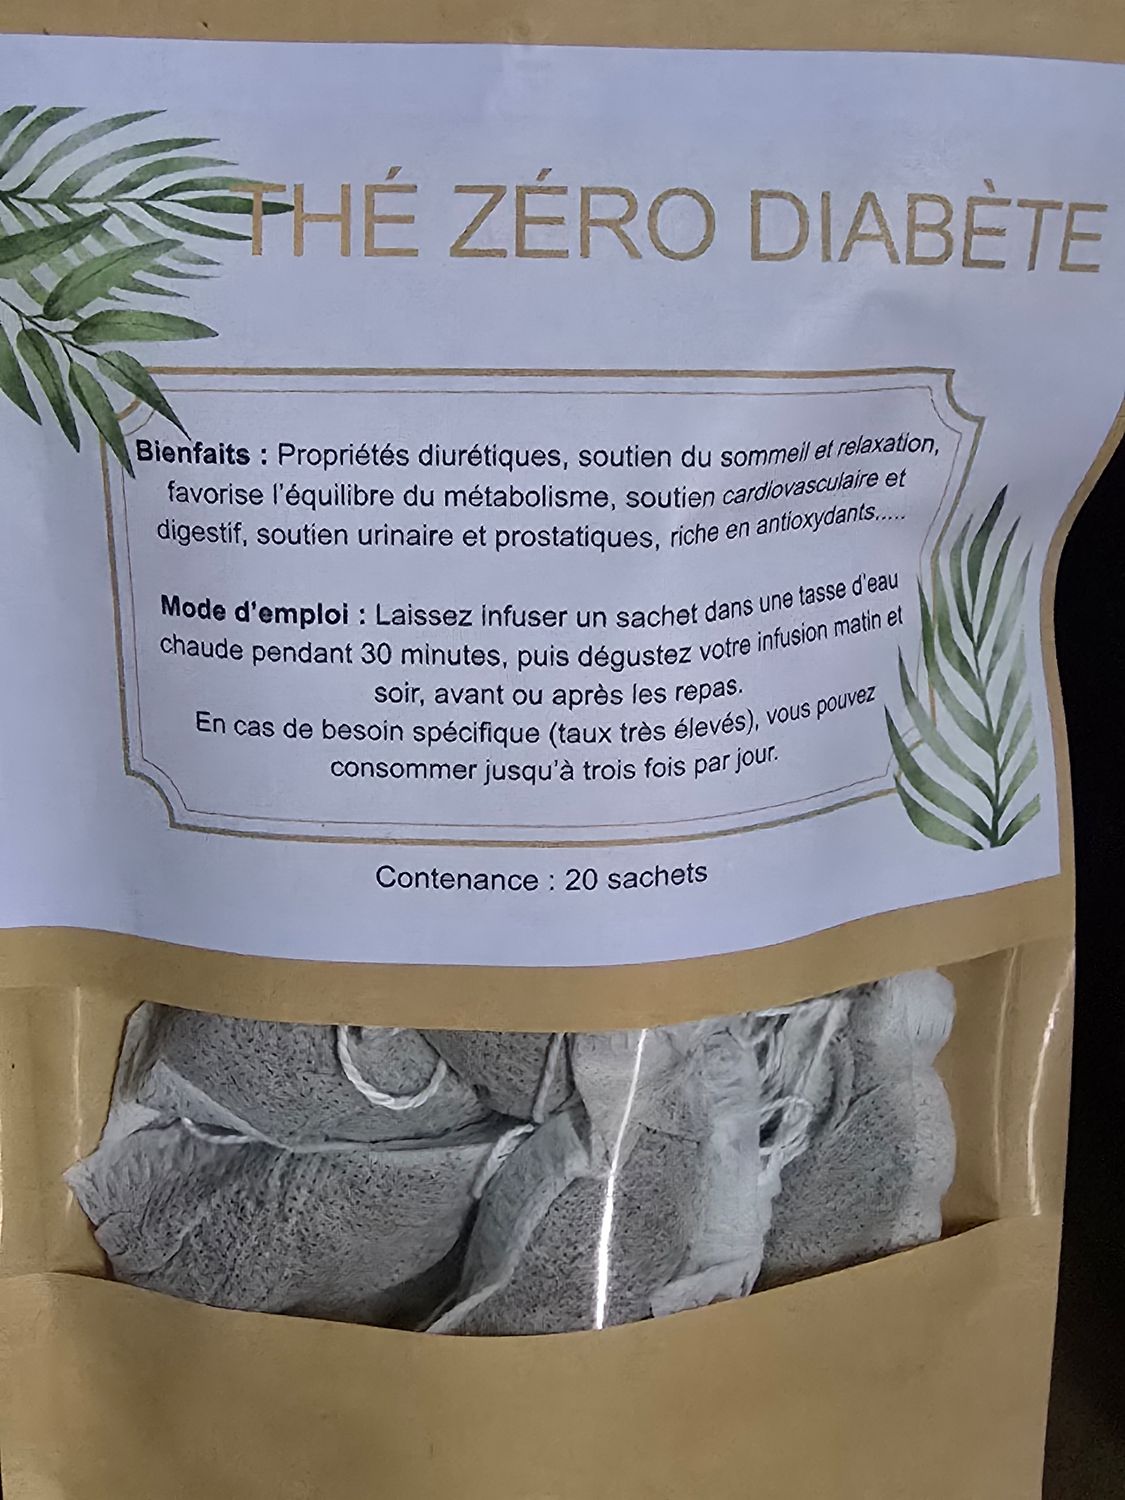 THÉ ZÉRO DIABÈTE
Bienfaits : Propriétés diurétiques, soutien du sommeil et relaxation,
favorise l'équilibre du métabolisme, soutien cardiovasculaire et
digestif, soutien urinaire et prostatiques, riche en antioxydants.....
Mode d'emploi : Laissez infuser un sachet dans une tasse d'eau
chaude pendant 30 minutes, puis dégustez votre infusion matin et
soir, avant ou après les repas.
En cas de besoin spécifique (taux très élevés), vous pouvez
consommer jusqu'à trois fois par jour.
Contenance : 20 sachets